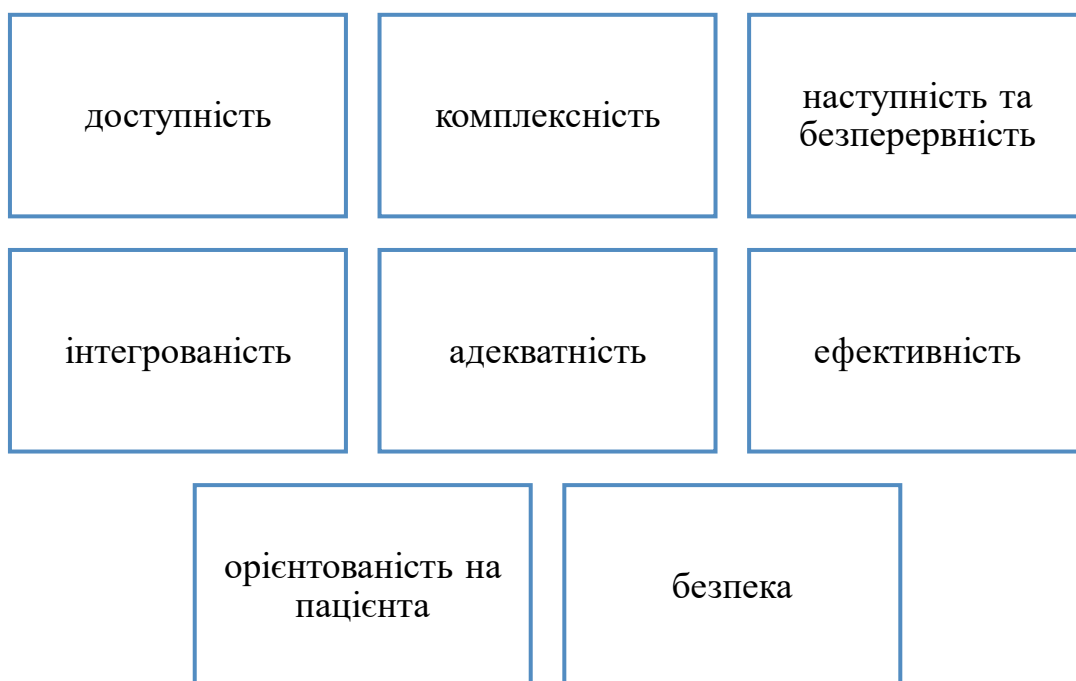 доступність
комплексність
наступність та
безперервність
інтегрованість
адекватність
ефективність
орієнтованість на
пацієнта
безпека